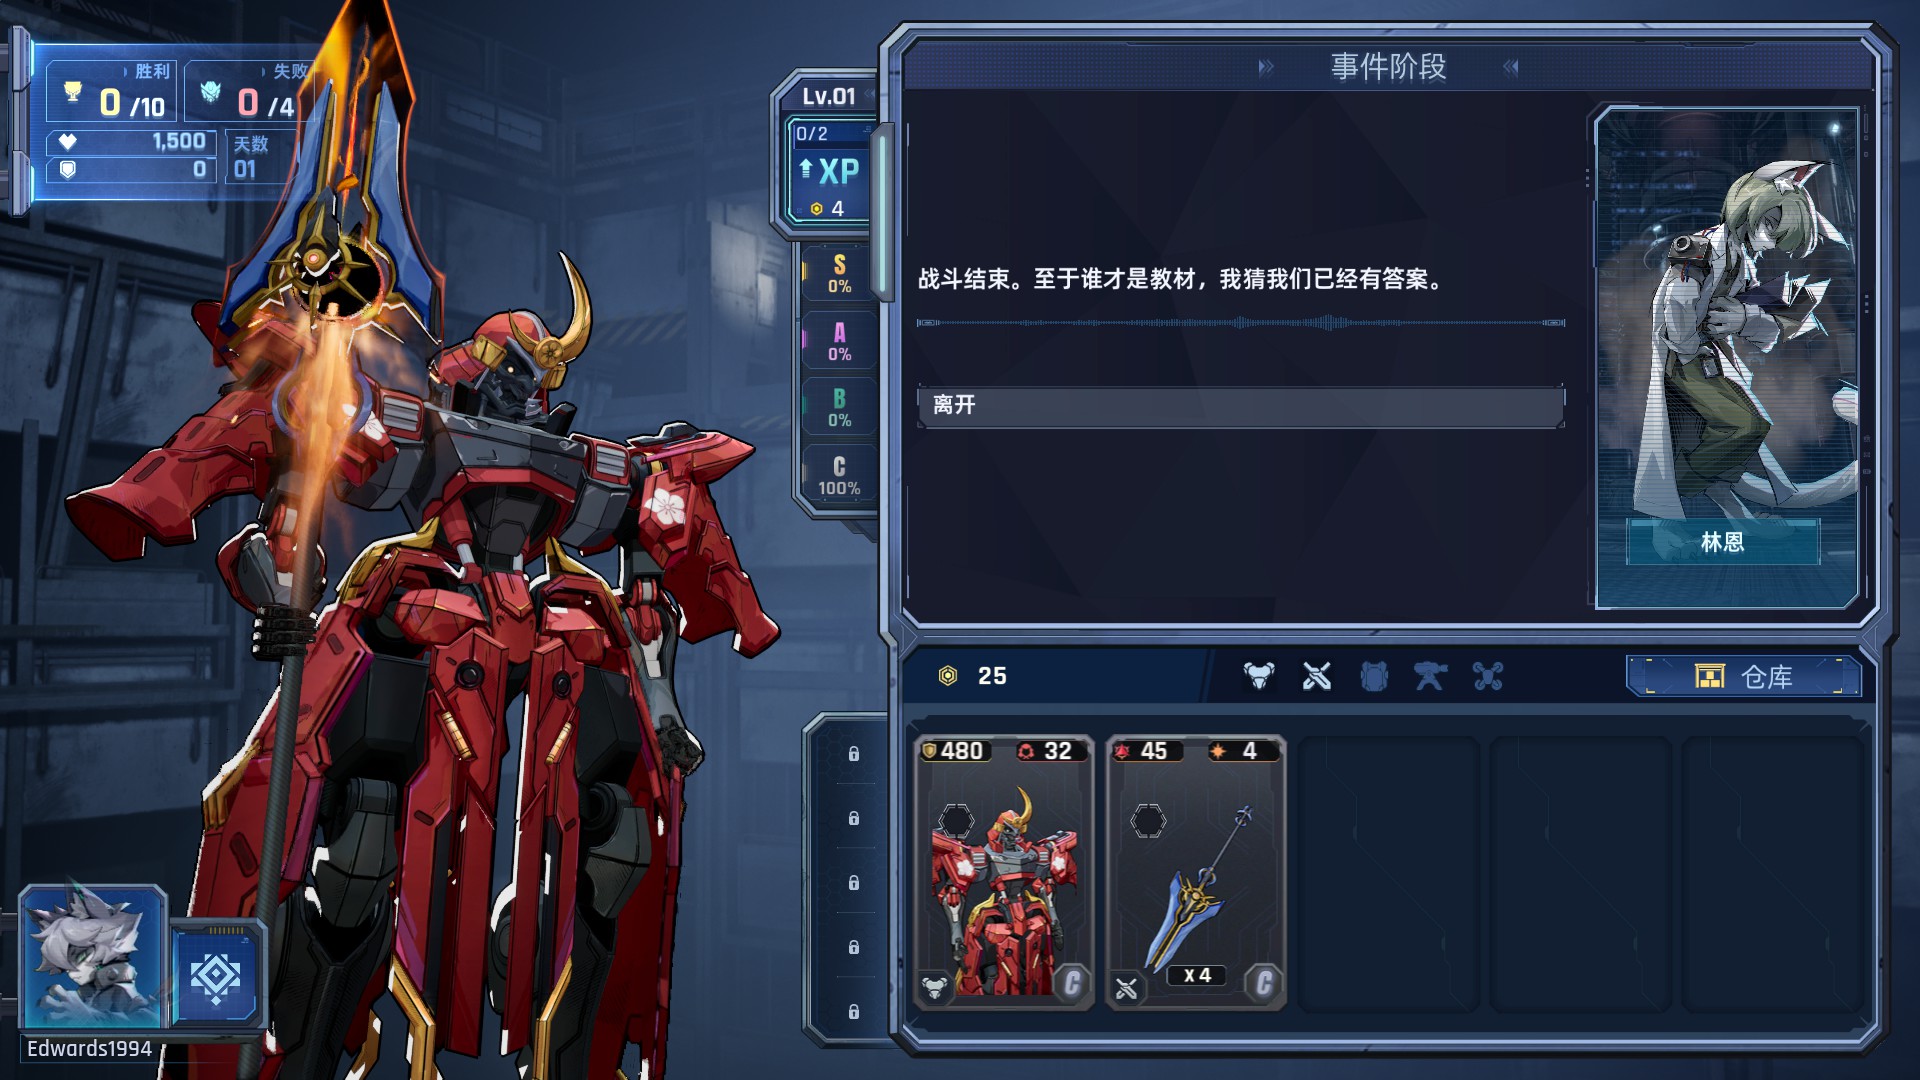 胜利
0/10
失败
0/4
1,500
0
天数
01
Lv.01
0/2
XP
4
S
0%
A
0%
B
0%
C
100%
事件阶段
战斗结束。至于谁才是教材，我猜我们已经有答案。
离开
林恩
25
仓库
480
32
C
45
4
x4
C
Edwards1994